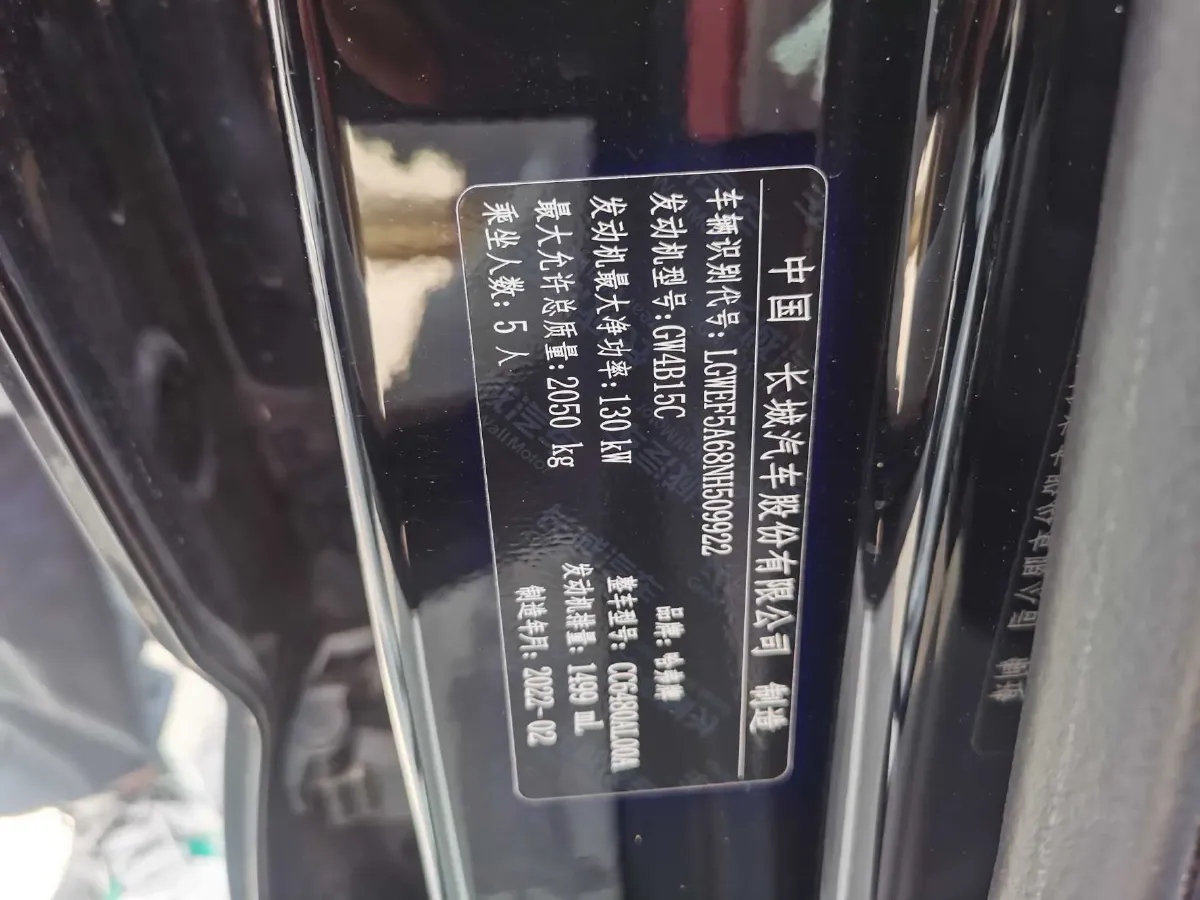 中国 长城汽车股份有限公司 制造
车辆识别代号: LGWEF5A68NH509922
发动机型号:GW4B15C 品牌: 哈弗牌
发动机最大净功率:130 kW 整车型号: CC6480AL00A
最大允许总质量:2050 kg 发动机排量: 1499 mL
乘坐人数: 5 人 制造年月: 2022-02